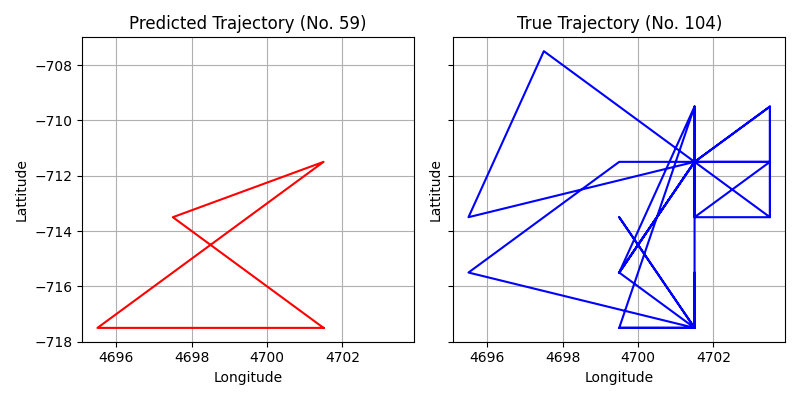 Predicted Trajectory (No. 59)
True Trajectory (No. 104)
−708
−710
−712
−714
−716
−718
Lattitude
Lattitude
4696
4698
4700
4702
4696
4698
4700
4702
Longitude
Longitude